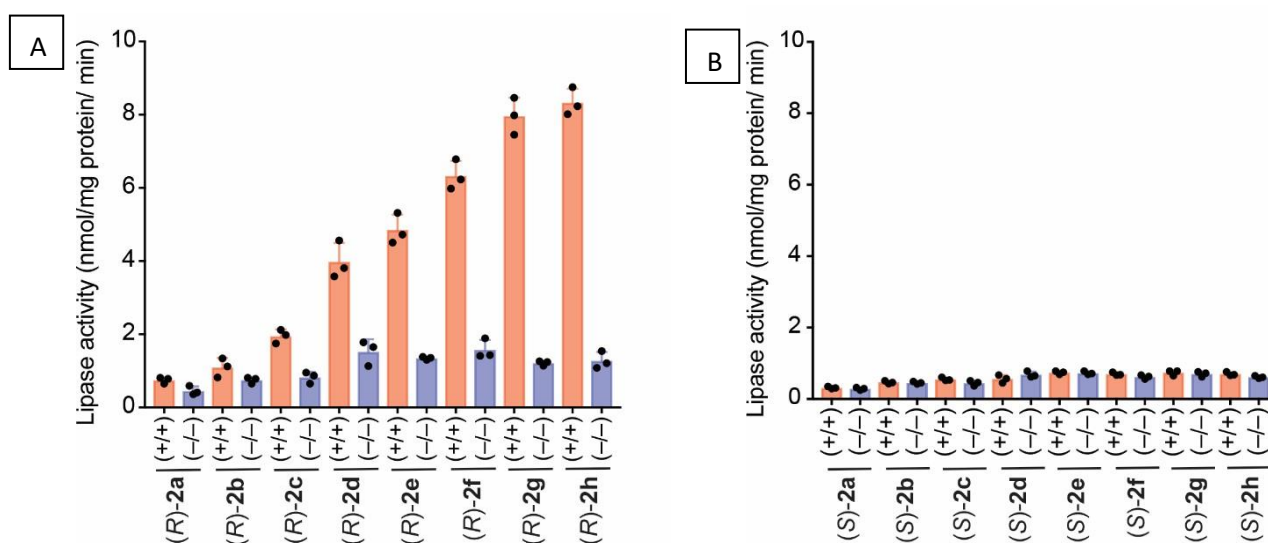 A
Lipase activity (nmol/mg protein/ min)
10
8
6
4
2
0
(+/+) (−/−) (+/+) (−/−) (+/+) (−/−) (+/+) (−/−) (+/+) (−/−) (+/+) (−/−) (+/+) (−/−) (+/+) (−/−)
(R)-2a (R)-2b (R)-2c (R)-2d (R)-2e (R)-2f (R)-2g (R)-2h
B
Lipase activity (nmol/mg protein/ min)
10
8
6
4
2
0
(+/+) (−/−) (+/+) (−/−) (+/+) (−/−) (+/+) (−/−) (+/+) (−/−) (+/+) (−/−) (+/+) (−/−) (+/+) (−/−)
(S)-2a (S)-2b (S)-2c (S)-2d (S)-2e (S)-2f (S)-2g (S)-2h